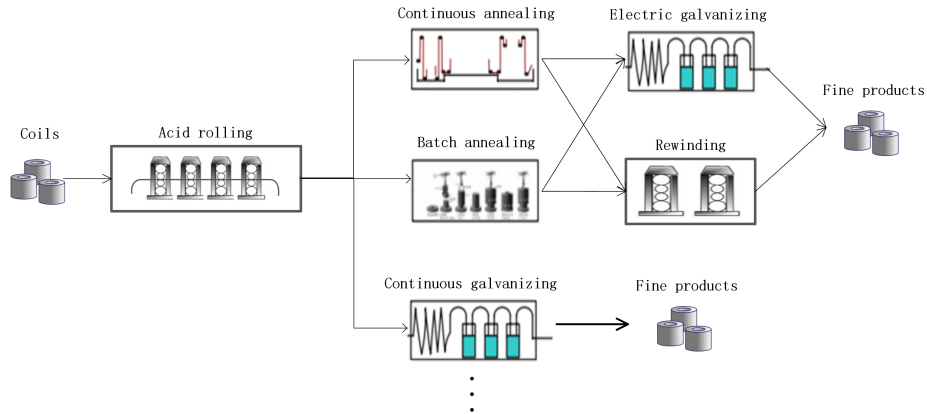 Continuous annealing
Electric galvanizing
Fine products
Coils
Acid rolling
Batch annealing
Rewinding
Continuous galvanizing
Fine products